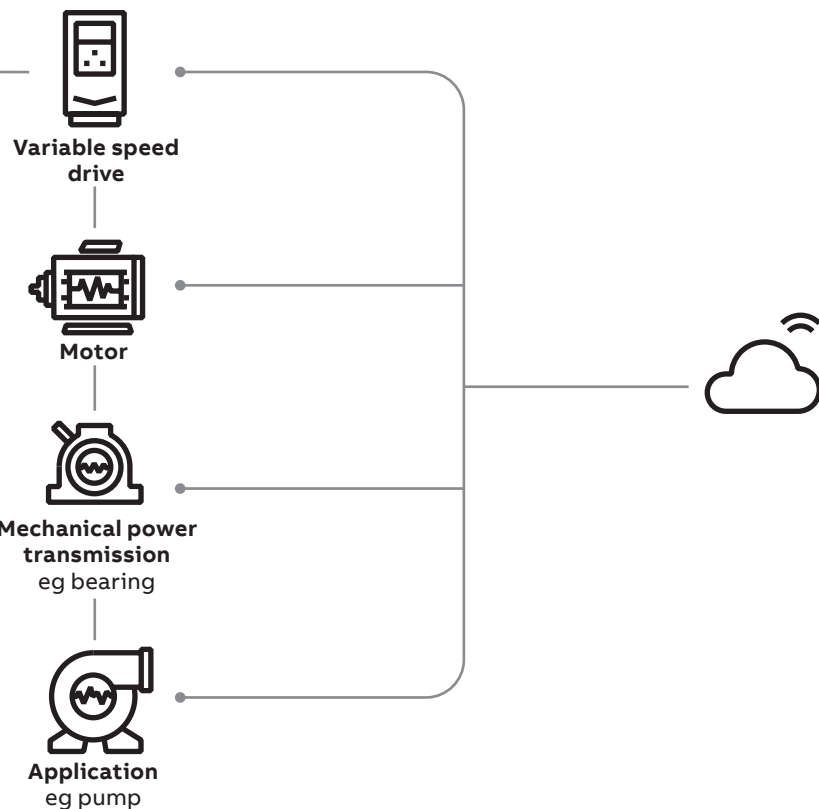 Variable speed
drive
Motor
Mechanical power
transmission
eg bearing
Application
eg pump